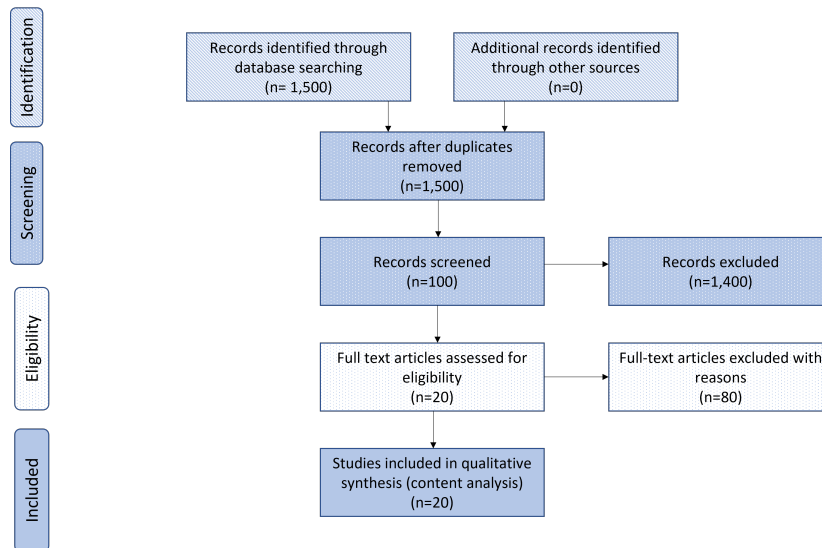 Identification
Records identified through
database searching
(n= 1,500)
Additional records identified
through other sources
(n=0)
Screening
Records after duplicates
removed
(n=1,500)
Records screened
(n=100)
Records excluded
(n=1,400)
Eligibility
Full text articles assessed for
eligibility
(n=20)
Full-text articles excluded with
reasons
(n=80)
Included
Studies included in qualitative
synthesis (content analysis)
(n=20)